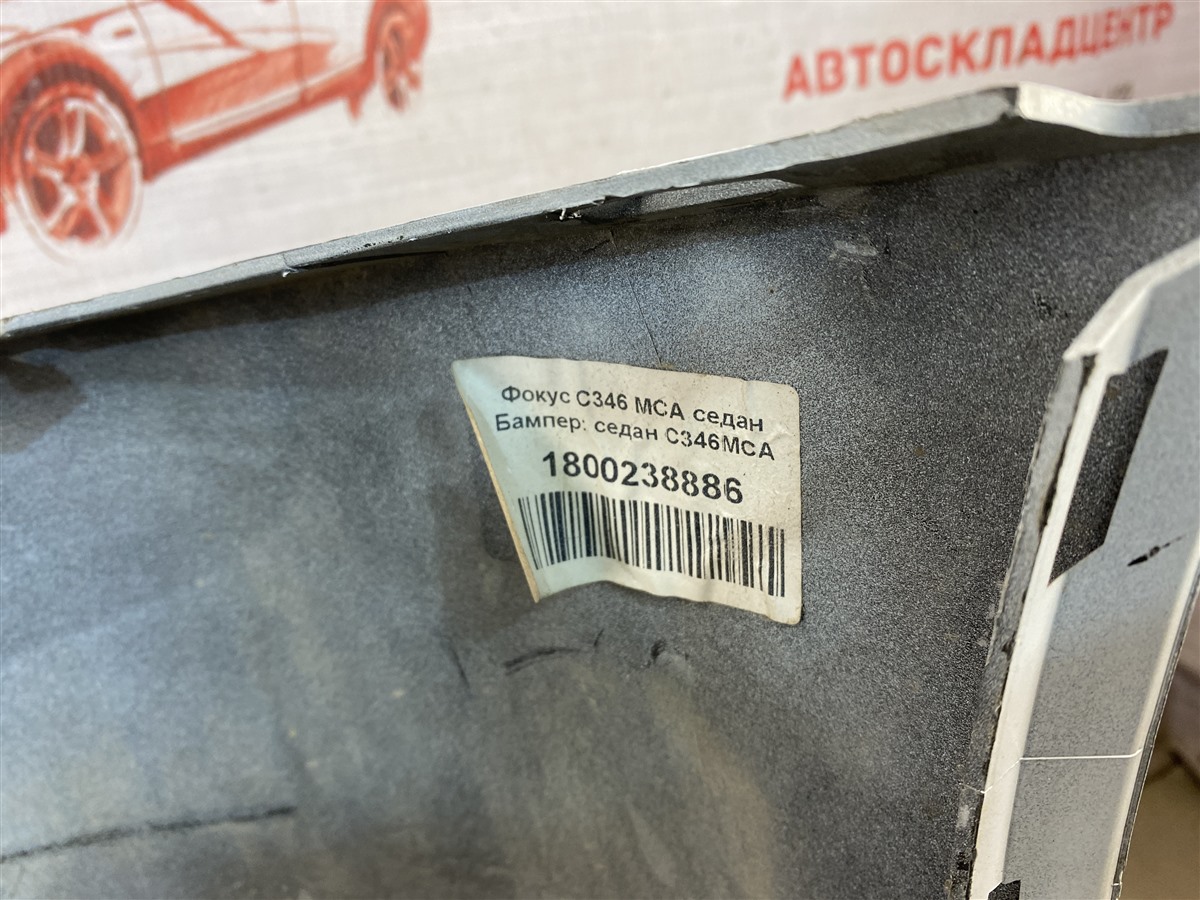 АВТОСКЛАДЦЕНТР
Фокус С346 МСА седан
Бампер: седан С346МСА
1800238886